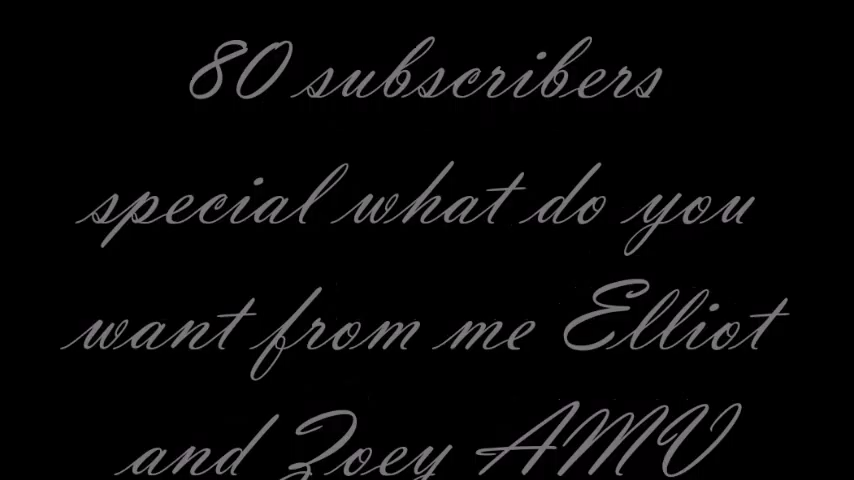 80 subscribers
special what do you
want from me Elliot
and Zoey AMV